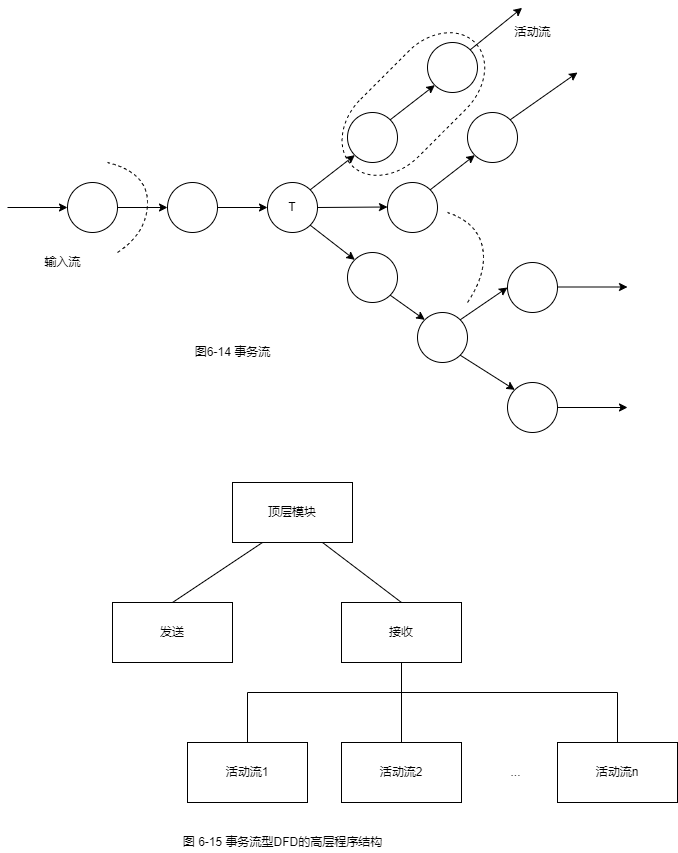 活动流
T
输入流
图6-14 事务流
顶层模块
发送
接收
活动流1
活动流2
...
活动流n
图 6-15 事务流型DFD的高层程序结构